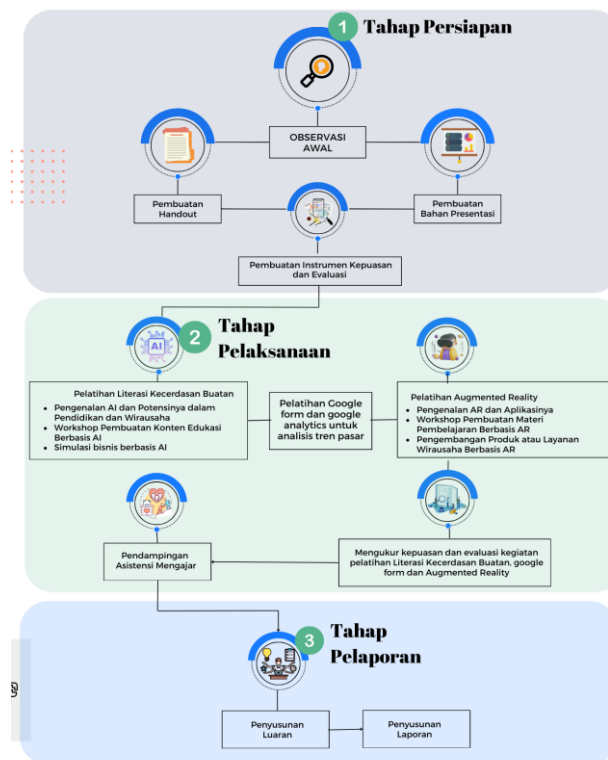 1 Tahap Persiapan
OBSERVASI
AWAL
Pembuatan
Handout
Pembuatan
Bahan Presentasi
Pembuatan Instrumen Kepuasan
dan Evaluasi
2 Tahap
Pelaksanaan
AI
Pelatihan Literasi Kecerdasan Buatan
• Pengenalan AI dan Potensinya dalam
Pendidikan dan Wirausaha
• Workshop Pembuatan Konten Edukasi
Berbasis AI
• Simulasi bisnis berbasis AI
Pelatihan Google
form dan google
analytics untuk
analisis tren pasar
Pelatihan Augmented Reality
• Pengenalan AR dan Aplikasinya
• Workshop Pembuatan Materi
Pembelajaran Berbasis AR
• Pengembangan Produk atau Layanan
Wirausaha Berbasis AR
Pendampingan
Asistensi Mengajar
Mengukur kepuasan dan evaluasi kegiatan
pelatihan Literasi Kecerdasan Buatan, google
form dan Augmented Reality
3 Tahap
Pelaporan
Penyusunan
Luaran
Penyusunan
Laporan